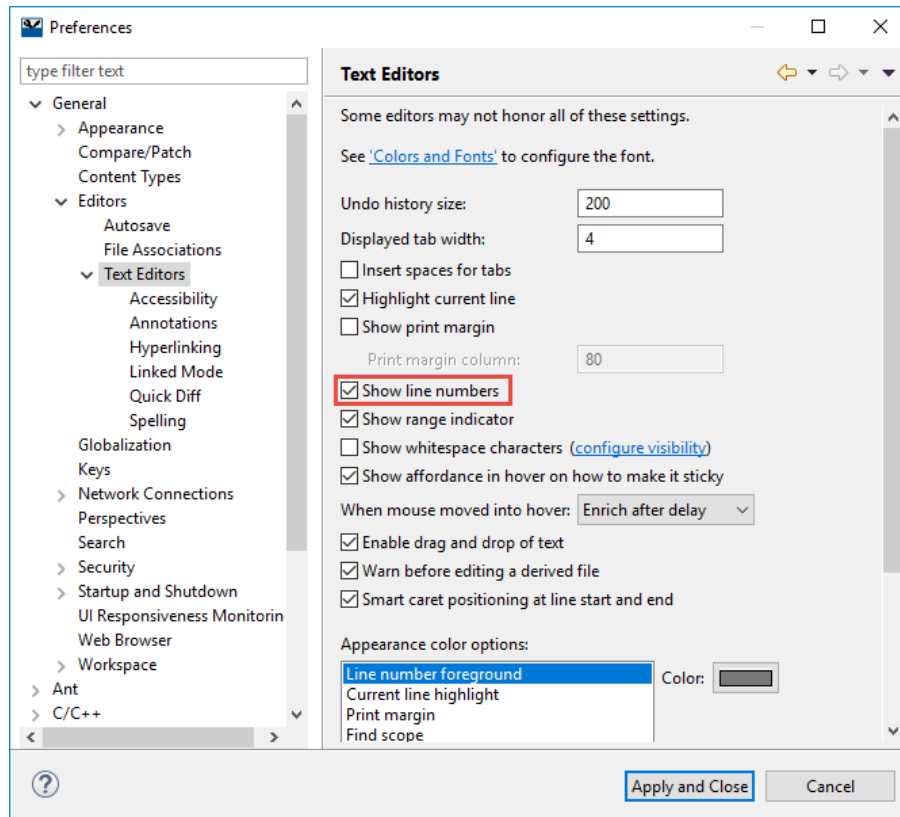 Preferences
type filter text
General
Appearance
Compare/Patch
Content Types
Editors
Autosave
File Associations
Text Editors
Accessibility
Annotations
Hyperlinking
Linked Mode
Quick Diff
Spelling
Globalization
Keys
Network Connections
Perspectives
Search
Security
Startup and Shutdown
UI Responsiveness Monitorin
Web Browser
Workspace
Ant
C/C++
Text Editors
Some editors may not honor all of these settings.
See 'Colors and Fonts' to configure the font.
Undo history size: 200
Displayed tab width: 4
Insert spaces for tabs
Highlight current line
Show print margin
Print margin column: 80
Show line numbers
Show range indicator
Show whitespace characters (configure visibility)
Show affordance in hover on how to make it sticky
When mouse moved into hover: Enrich after delay
Enable drag and drop of text
Warn before editing a derived file
Smart caret positioning at line start and end
Appearance color options:
Line number foreground
Color:
Current line highlight
Print margin
Find scope
?
Apply and Close
Cancel